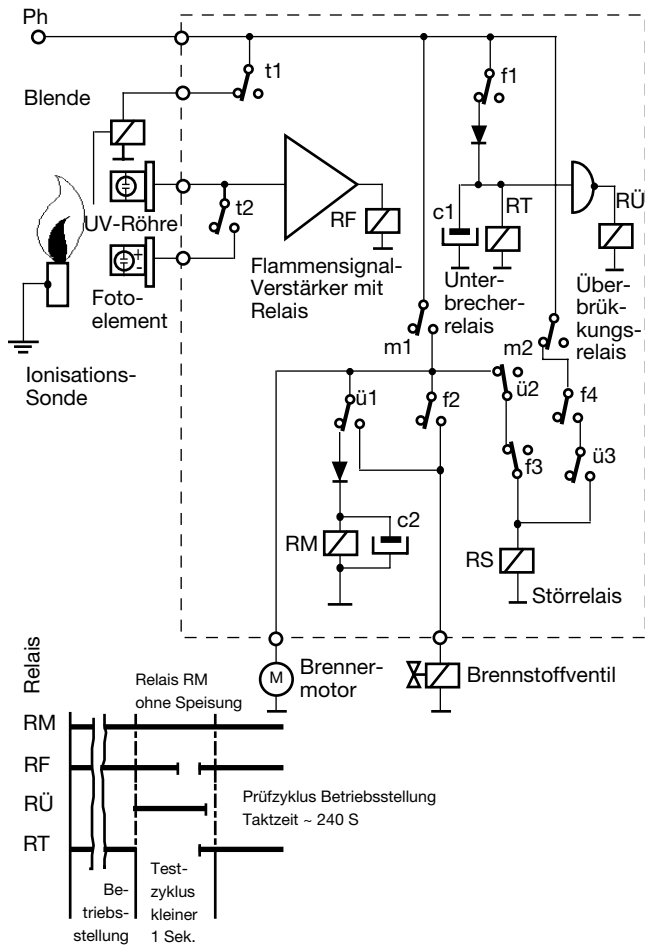 Ph
t1
f1
Blende
UV-Röhre
t2
RF
c1
RT
RÜ
Foto-
element
Flammensignal-
Verstärker mit
Relais
Unter-
brecher-
relais
Über-
brük-
kungs-
relais
Ionisations-
Sonde
m1
m2
ü1
f2
ü2
f4
f3
ü3
RM
c2
RS
Störrelais
M
Brenner-
motor
Brennstoffventil
Relais
Relais RM
ohne Speisung
RM
RF
RÜ
RT
Prüfzyklus Betriebsstellung
Taktzeit ~ 240 S
Be-
triebs-
stellung
Test-
zyklus
kleiner
1 Sek.